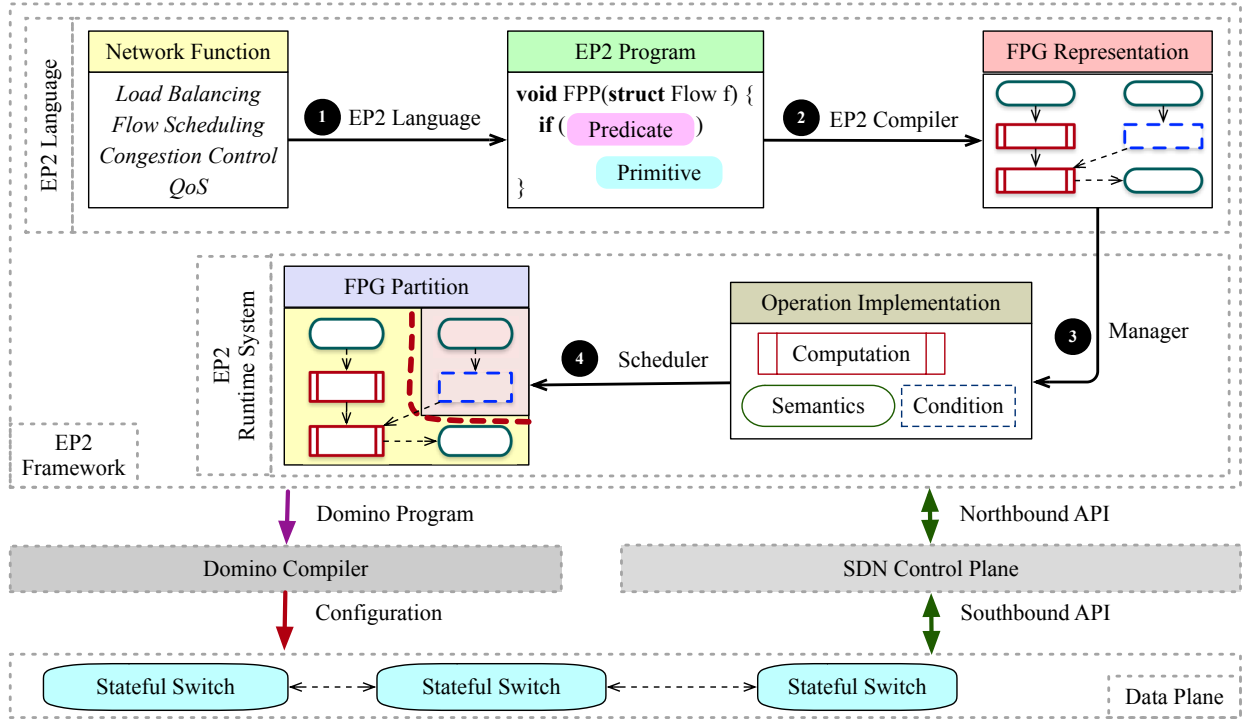 EP2 Language
Network Function
Load Balancing
Flow Scheduling
Congestion Control
QoS
1
EP2 Language
EP2 Program
void FPP(struct Flow f) {
if ( Predicate )
Primitive
}
2
EP2 Compiler
FPG Representation
EP2
Runtime System
FPG Partition
4
Scheduler
Operation Implementation
Computation
Semantics
Condition
3
Manager
EP2
Framework
Domino Program
Northbound API
Domino Compiler
SDN Control Plane
Configuration
Southbound API
Stateful Switch
Stateful Switch
Stateful Switch
Data Plane